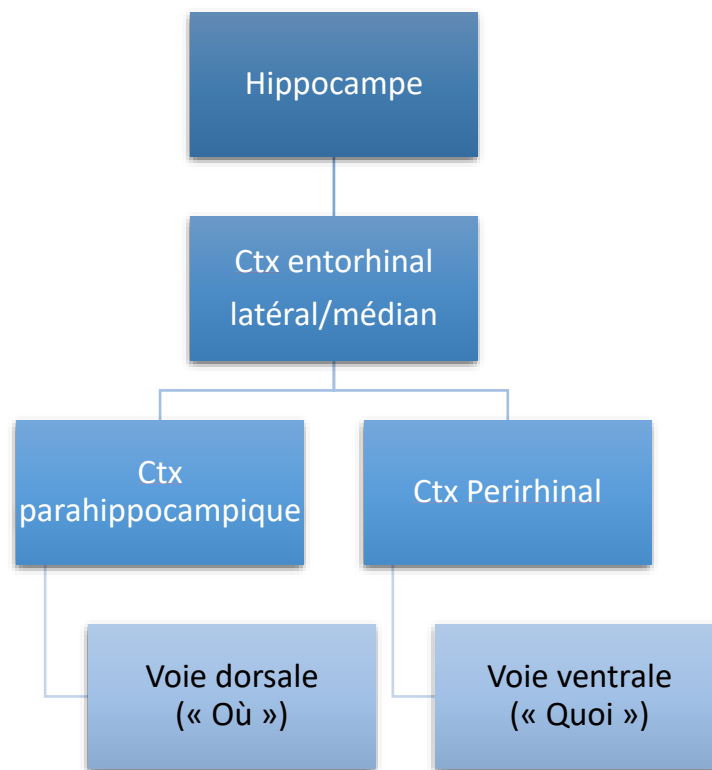 Hippocampe
Ctx entorhinal
latéral/médian
Ctx
parahippocampique
Ctx Perirhinal
Voie dorsale
(« Où »)
Voie ventrale
(« Quoi »)